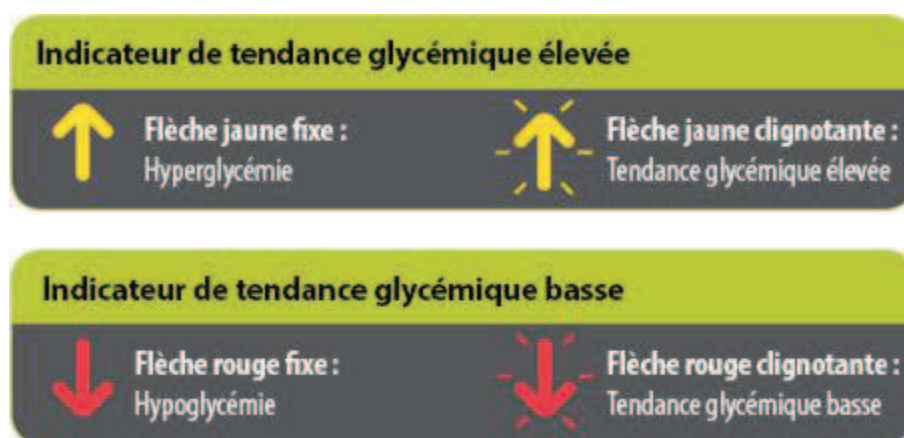 Indicateur de tendance glycémique élevée
Flèche jaune fixe :
Hyperglycémie
Flèche jaune clignotante :
Tendance glycémique élevée
Indicateur de tendance glycémique basse
Flèche rouge fixe :
Hypoglycémie
Flèche rouge clignotante :
Tendance glycémique basse